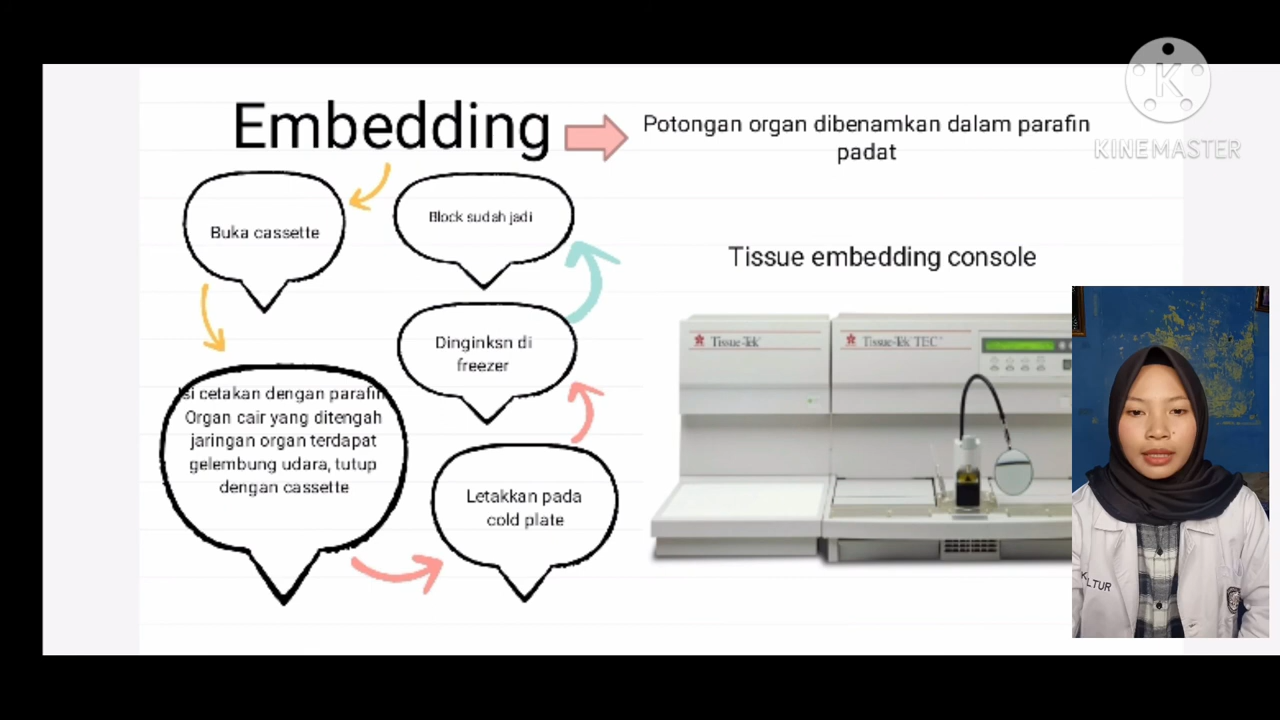 Embedding
Potongan organ dibenamkan dalam parafin
padat
KINEMASTER
Buka cassette
Block sudah jadi
Tissue embedding console
Isi cetakan dengan parafin
Organ cair yang ditengah
jaringan organ terdapat
gelembung udara, tutup
dengan cassette
Dinginksn di
freezer
Letakkan pada
cold plate
Tissue-Tek
Tissue-Tek TEC